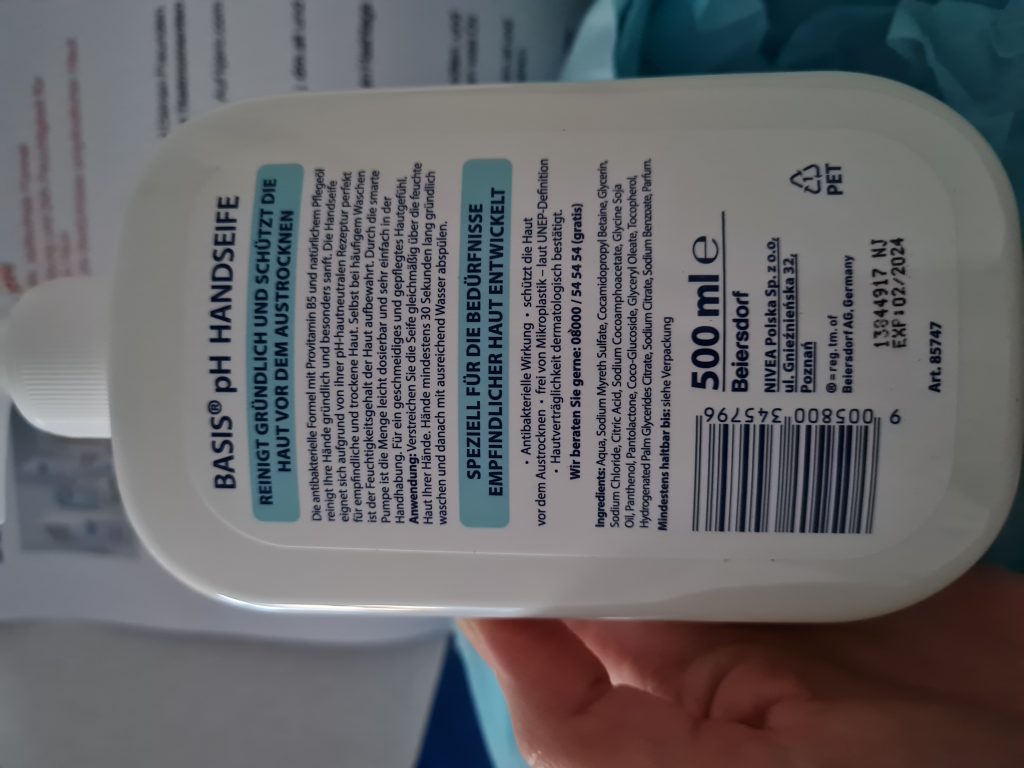 BASIS® pH HANDSEIFE
REINIGT GRÜNDLICH UND SCHÜTZT DIE
HAUT VOR DEM AUSTROCKNEN
Die antibakterielle Formel mit Provitamin B5 und natürlichem Pflegeöl
reinigt Ihre Hände gründlich und besonders sanft. Die Handseife
eignet sich aufgrund von Ihrer pH-hautneutralen Rezeptur perfekt
für empfindliche und trockene Haut. Selbst bei häufigem Waschen
ist der Feuchtigkeitsgehalt der Haut aufbewahrt. Durch die smarte
Pumpe ist die Menge leicht dosierbar und sehr einfach in der
Handhabung. Für ein geschmeidiges und gepflegtes Hautgefühl.
Anwendung: Verstreichen Sie die Seife gleichmäßig über die feuchte
Haut Ihrer Hände. Hände mindestens 30 Sekunden lang gründlich
waschen und danach mit ausreichend Wasser abspülen.
SPEZIELL FÜR DIE BEDÜRFNISSE
EMPFINDLICHER HAUT ENTWICKELT
• Antibakterielle Wirkung • schützt die Haut
vor dem Austrocknen • frei von Mikroplastik – laut UNEP-Definition
• Hautverträglichkeit dermatologisch bestätigt.
Wir beraten Sie gerne: 08000 / 54 54 54 (gratis)
Ingredients: Aqua, Sodium Myreth Sulfate, Cocamidopropyl Betaine, Glycerin,
Sodium Chloride, Citric Acid, Sodium Cocoamphoacetate, Glycine Soja
Oil, Panthenol, Pantolactone, Coco-Glucoside, Glyceryl Oleate, Tocopherol,
Hydrogenated Palm Glycerides Citrate, Sodium Citrate, Sodium Benzoate, Parfum.
Mindestens haltbar bis: siehe Verpackung
500 ml e
Beiersdorf
NIVEA Polska Sp. z o.o.,
ul. Gnieźnieńska 32,
Poznań
® = reg. tm. of
Beiersdorf AG, Germany
13844917 NJ
EXP:02/2024
Art. 85747
PET
9 005800 345796